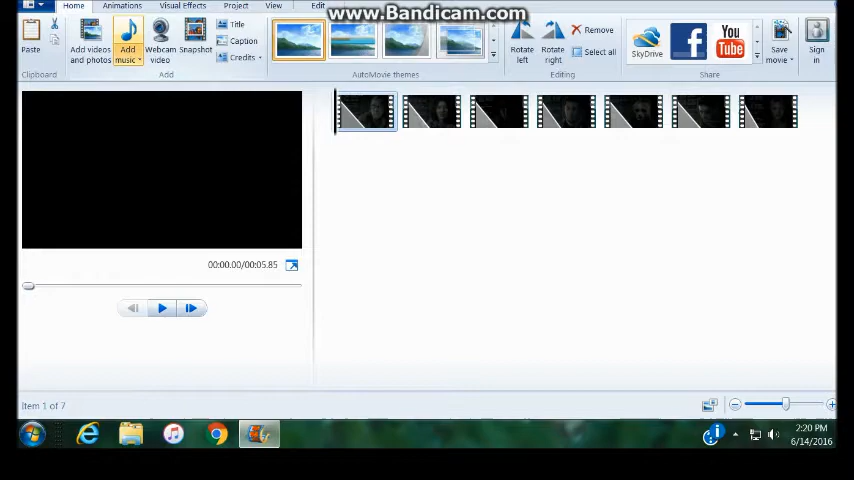 www.Bandicam.com
Home Animations Visual Effects Project View Edit
Paste
Add videos and photos
Add music
Webcam video
Snapshot
Title
Caption
Credits
Rotate left
Rotate right
Remove
Select all
SkyDrive
f
You Tube
Save movie
Sign in
Clipboard
Add
AutoMovie themes
Editing
Share
00:00.00/00:05.85
Item 1 of 7
2:20 PM
6/14/2016